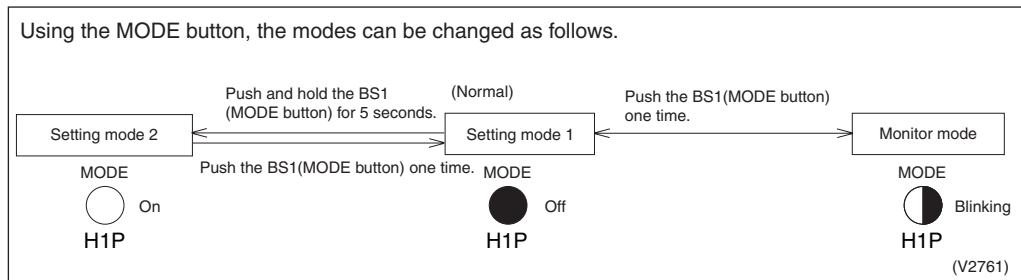 Using the MODE button, the modes can be changed as follows.
Push and hold the BS1
(MODE button) for 5 seconds.
(Normal)
Push the BS1(MODE button)
one time.
Setting mode 2
Setting mode 1
Monitor mode
Push the BS1(MODE button) one time.
MODE
On
H1P
MODE
Off
H1P
MODE
Blinking
H1P
(V2761)